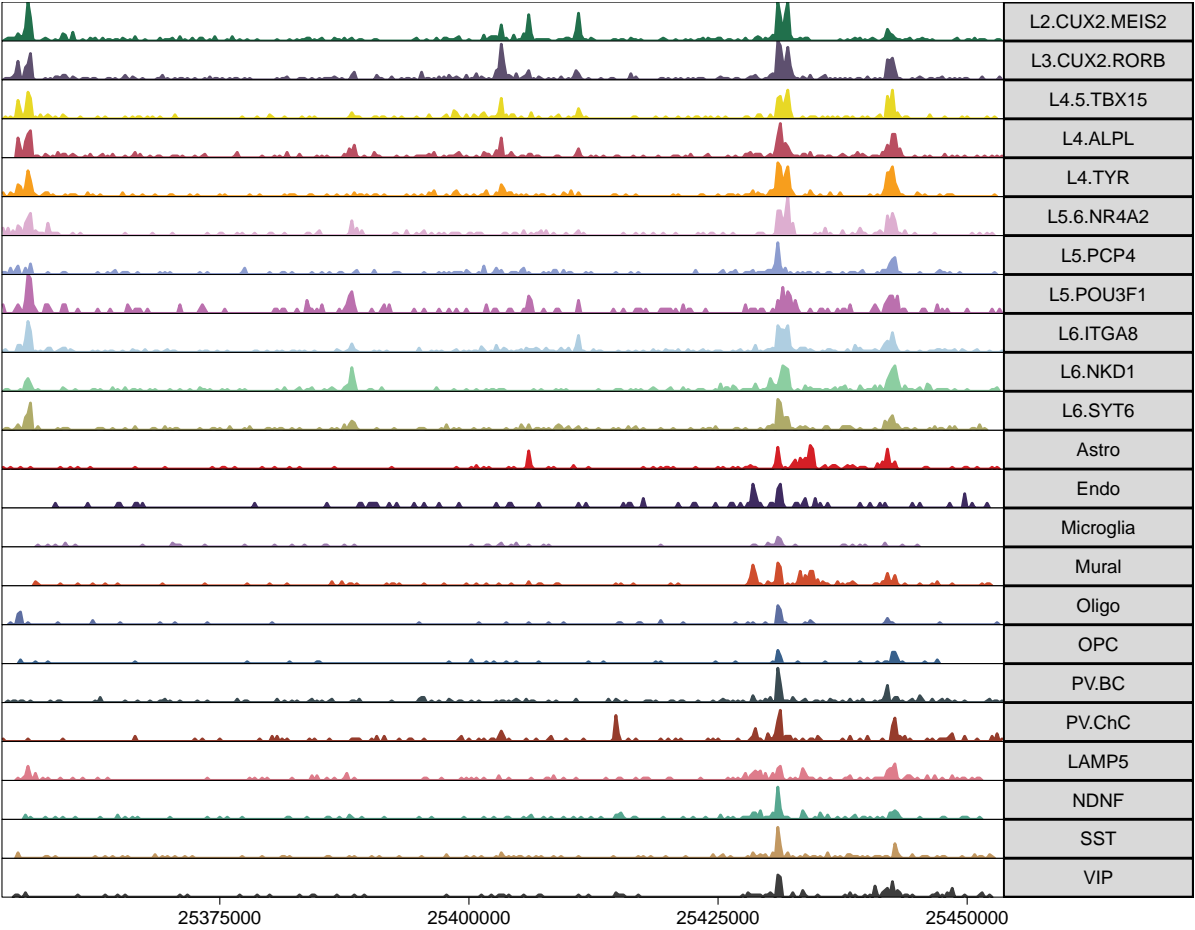 L2.CUX2.MEIS2
L3.CUX2.RORB
L4.5.TBX15
L4.ALPL
L4.TYR
L5.6.NR4A2
L5.PCP4
L5.POU3F1
L6.ITGA8
L6.NKD1
L6.SYT6
Astro
Endo
Microglia
Mural
Oligo
OPC
PV.BC
PV.ChC
LAMP5
NDNF
SST
VIP
25375000 25400000 25425000 25450000